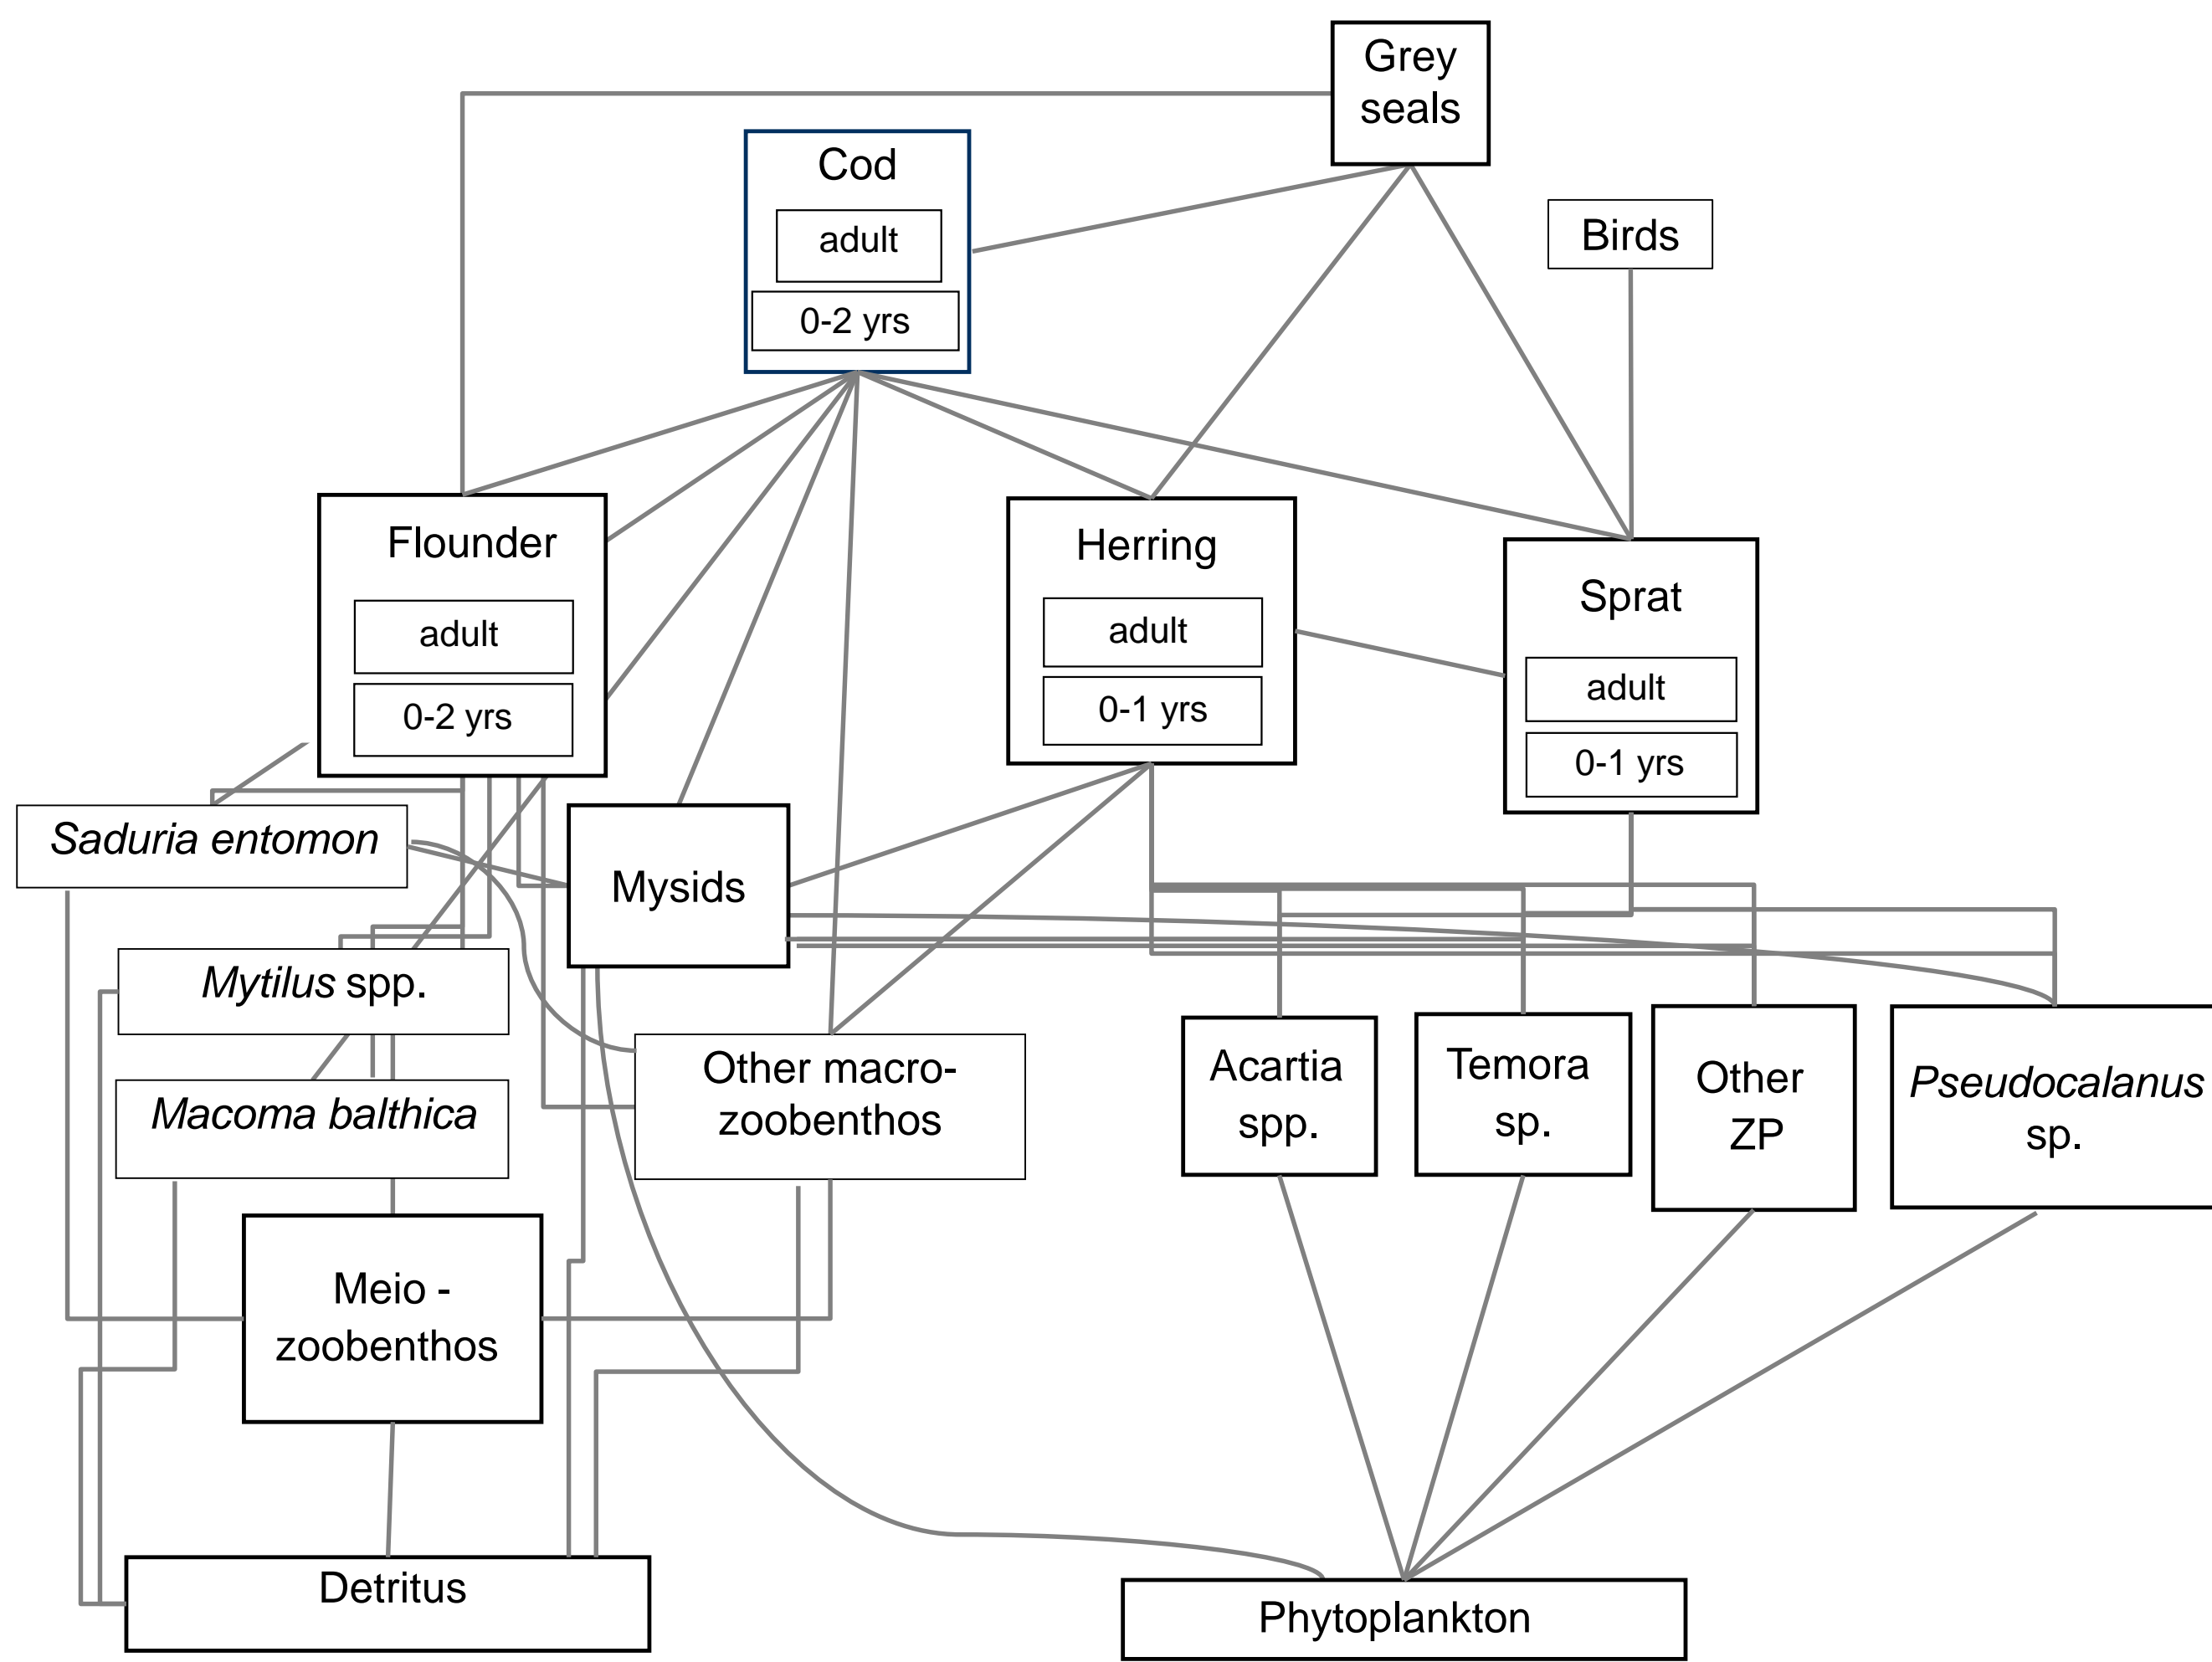 Grey
seals
Cod
adult
0-2 yrs
Birds
Flounder
adult
0-2 yrs
Herring
adult
0-1 yrs
Sprat
adult
0-1 yrs
Saduria entomon
Mysids
Mytilus spp.
Macoma balthica
Other macro-
zoobenthos
Acartia
spp.
Temora
sp.
Other
ZP
Pseudocalanus
sp.
Meio -
zoobenthos
Detritus
Phytoplankton